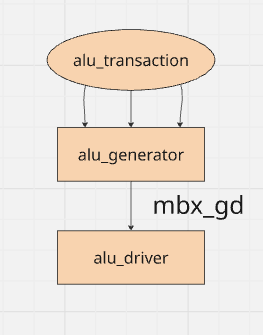 alu_transaction
alu_generator
mbx_gd
alu_driver